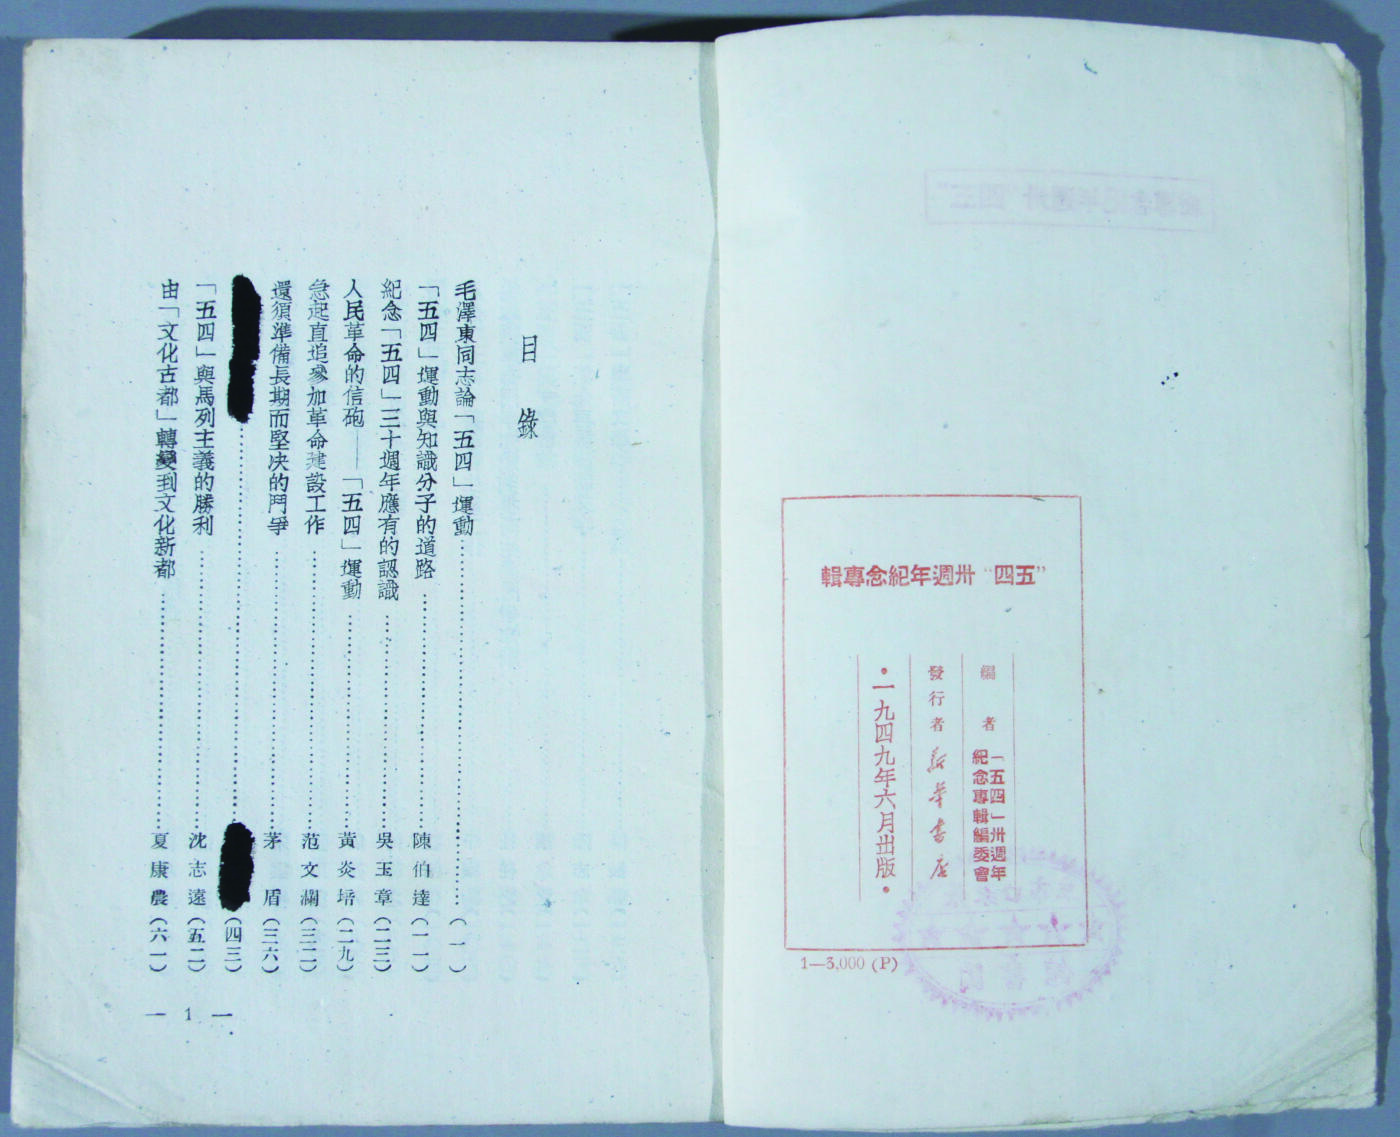 "五四"卅週年紀念專輯
編者 「五四」卅週年
紀念專輯編委會
發行者 新華書店
·一九四九年六月出版·
1—3,000 (P)
目錄
毛澤東同志論「五四」運動……(一)
「五四」運動與知識分子的道路……陳伯達(一一)
紀念「五四」三十週年應有的認識……吳玉章(二三)
人民革命的信砲——「五四」運動……黃炎培(二九)
急起直追參加革命建設工作……范文瀾(三二)
還須準備長期而堅决的鬥爭……茅盾(三六)
……(四三)
「五四」與馬列主義的勝利……沈志遠(五二)
由「文化古都」轉變到文化新都……夏康農(六一)
— 1 —